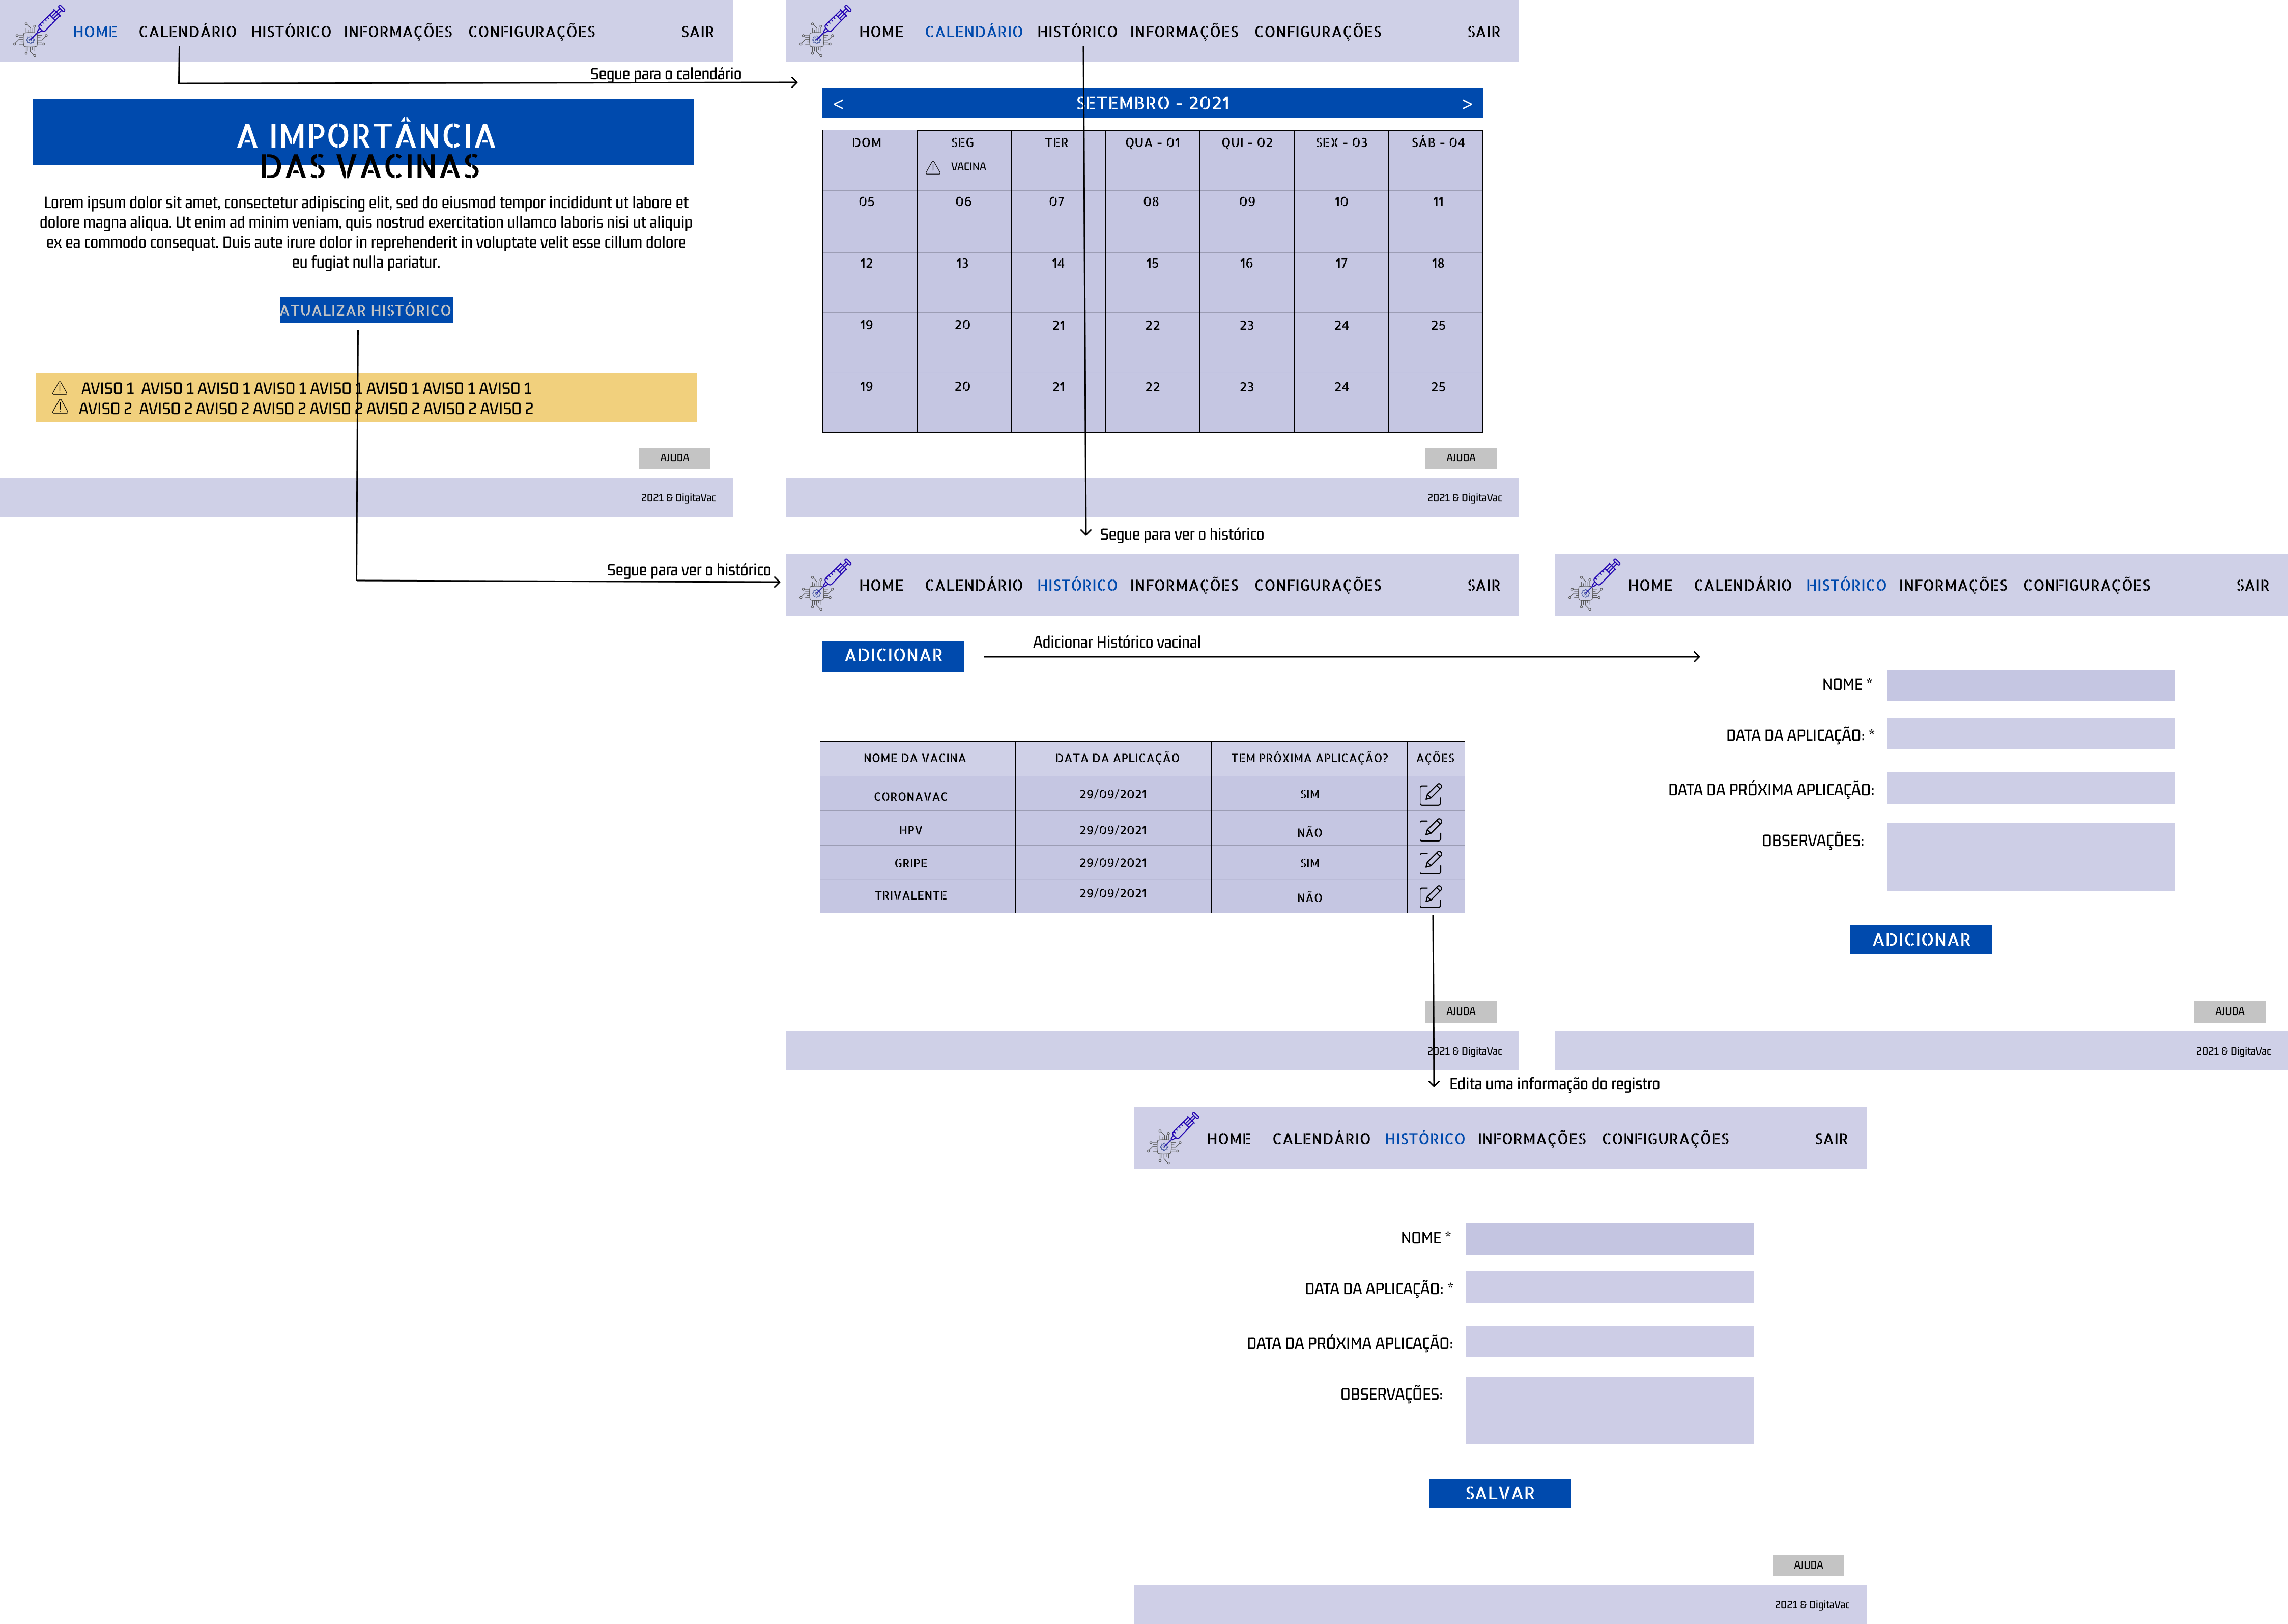 HOME CALENDÁRIO HISTÓRICO INFORMAÇÕES CONFIGURAÇÕES SAIR
Segue para o calendário
A IMPORTÂNCIA
DAS VACINAS
Lorem ipsum dolor sit amet, consectetur adipiscing elit, sed do eiusmod tempor incididunt ut labore et
dolore magna aliqua. Ut enim ad minim veniam, quis nostrud exercitation ullamco laboris nisi ut aliquip
ex ea commodo consequat. Duis aute irure dolor in reprehenderit in voluptate velit esse cillum dolore
eu fugiat nulla pariatur.
ATUALIZAR HISTÓRICO
AVISO 1 AVISO 1 AVISO 1 AVISO 1 AVISO 1 AVISO 1 AVISO 1 AVISO 1
AVISO 2 AVISO 2 AVISO 2 AVISO 2 AVISO 2 AVISO 2 AVISO 2 AVISO 2
AJUDA
2021 & DigitaVac
HOME CALENDÁRIO HISTÓRICO INFORMAÇÕES CONFIGURAÇÕES SAIR
< SETEMBRO - 2021 >
DOM SEG TER QUA - 01 QUI - 02 SEX - 03 SÁB - 04
VACINA
05 06 07 08 09 10 11
12 13 14 15 16 17 18
19 20 21 22 23 24 25
19 20 21 22 23 24 25
AJUDA
2021 & DigitaVac
Segue para ver o histórico
Segue para ver o histórico
HOME CALENDÁRIO HISTÓRICO INFORMAÇÕES CONFIGURAÇÕES SAIR
ADICIONAR
Adicionar Histórico vacinal
NOME DA VACINA DATA DA APLICAÇÃO TEM PRÓXIMA APLICAÇÃO? AÇÕES
CORONAVAC 29/09/2021 SIM
HPV 29/09/2021 NÃO
GRIPE 29/09/2021 SIM
TRIVALENTE 29/09/2021 NÃO
AJUDA
2021 & DigitaVac
HOME CALENDÁRIO HISTÓRICO INFORMAÇÕES CONFIGURAÇÕES SAIR
NOME *
DATA DA APLICAÇÃO: *
DATA DA PRÓXIMA APLICAÇÃO:
OBSERVAÇÕES:
ADICIONAR
AJUDA
2021 & DigitaVac
Edita uma informação do registro
HOME CALENDÁRIO HISTÓRICO INFORMAÇÕES CONFIGURAÇÕES SAIR
NOME *
DATA DA APLICAÇÃO: *
DATA DA PRÓXIMA APLICAÇÃO:
OBSERVAÇÕES:
SALVAR
AJUDA
2021 & DigitaVac